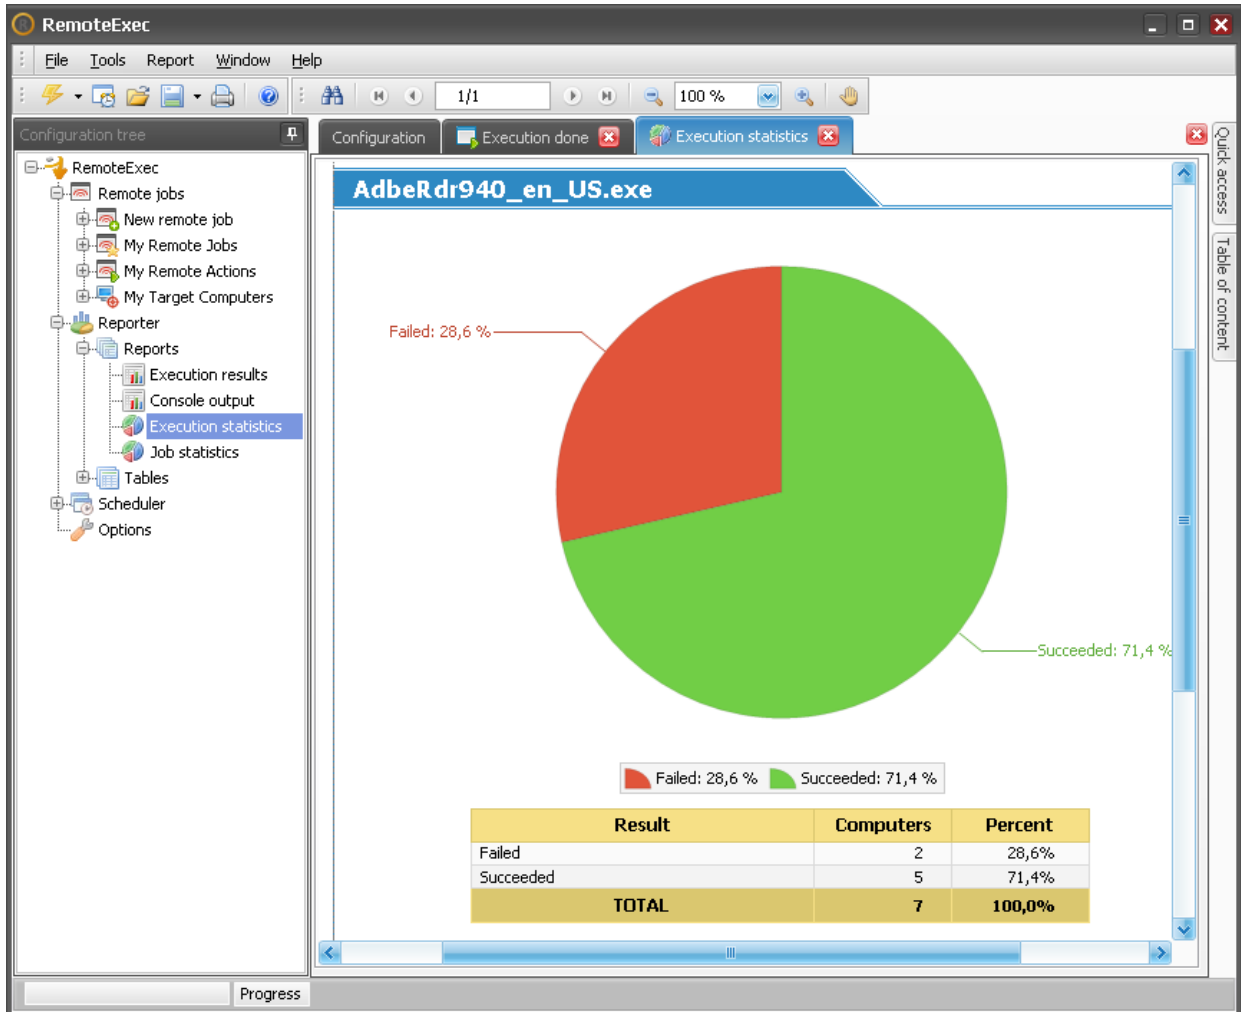 RemoteExec
File Tools Report Window Help
1/1 100 %
Configuration tree
RemoteExec
Remote jobs
New remote job
My Remote Jobs
My Remote Actions
My Target Computers
Reporter
Reports
Execution results
Console output
Execution statistics
Job statistics
Tables
Scheduler
Options
Configuration Execution done Execution statistics
AdbeRdr940_en_US.exe
Failed: 28,6 %
Succeeded: 71,4 %
Failed: 28,6 % Succeeded: 71,4 %
Result Computers Percent
Failed 2 28,6%
Succeeded 5 71,4%
TOTAL 7 100,0%
Quick access
Table of content
Progress